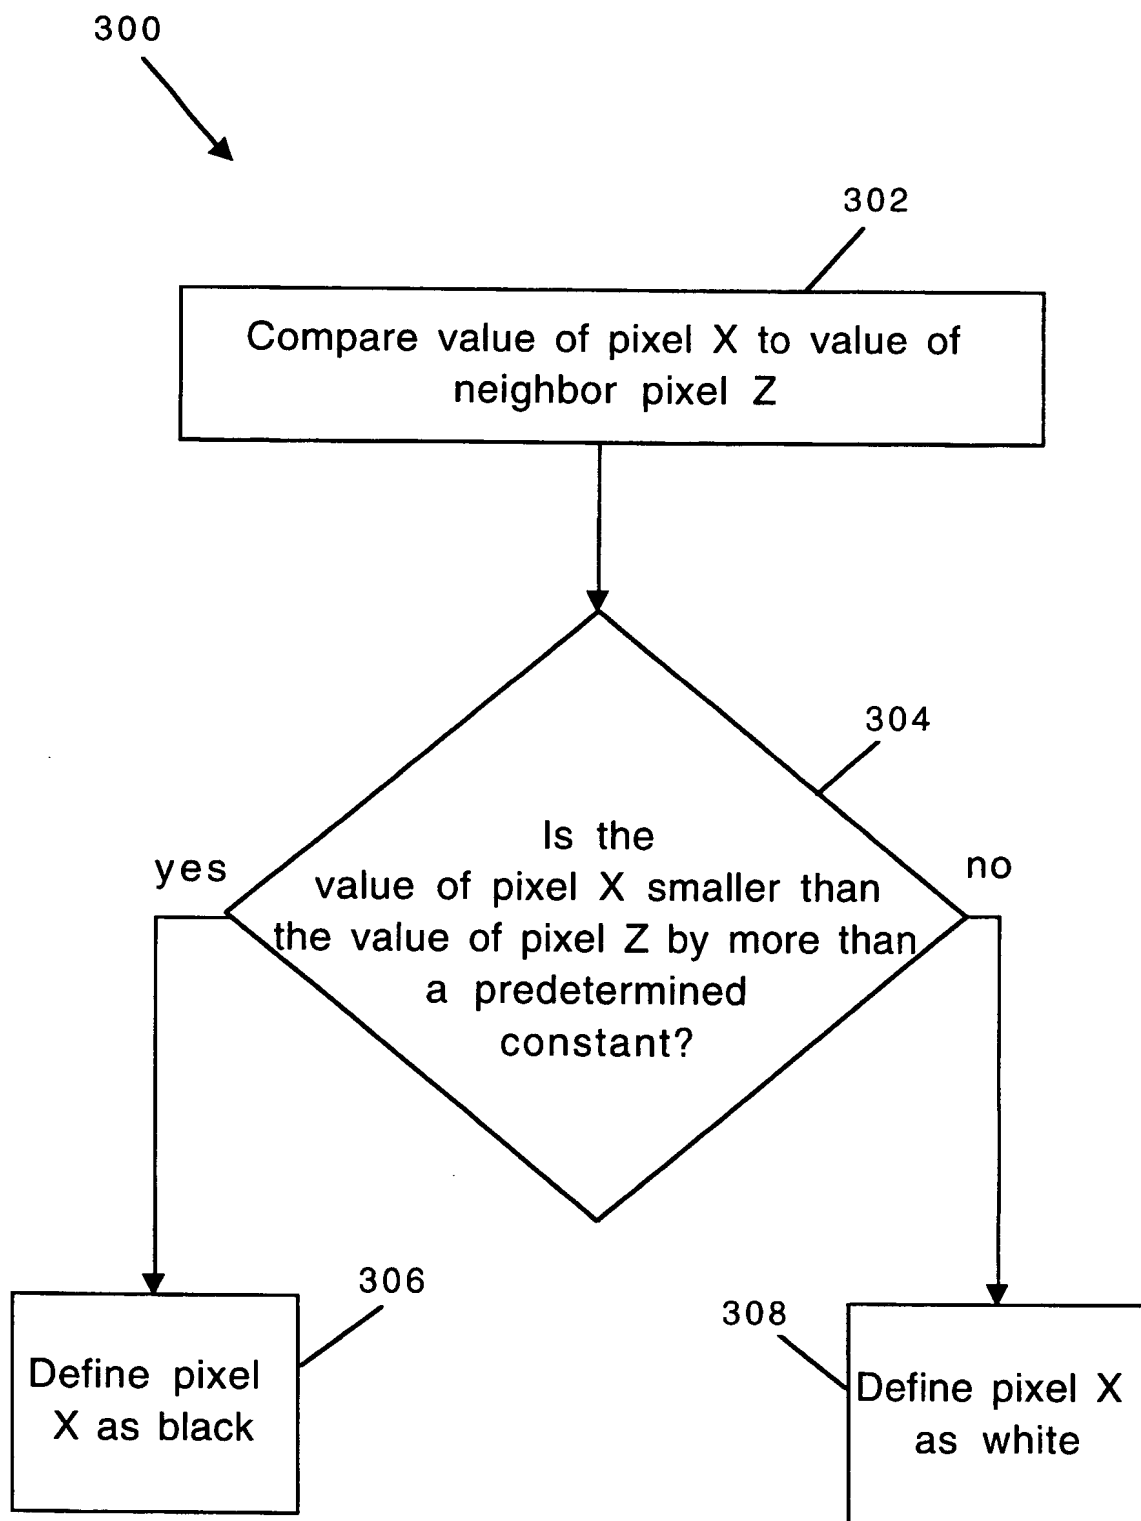 300
302
Compare value of pixel X to value of
neighbor pixel Z
304
yes
no
Is the
value of pixel X smaller than
the value of pixel Z by more than
a predetermined
constant?
306
308
Define pixel
X as black
Define pixel X
as white